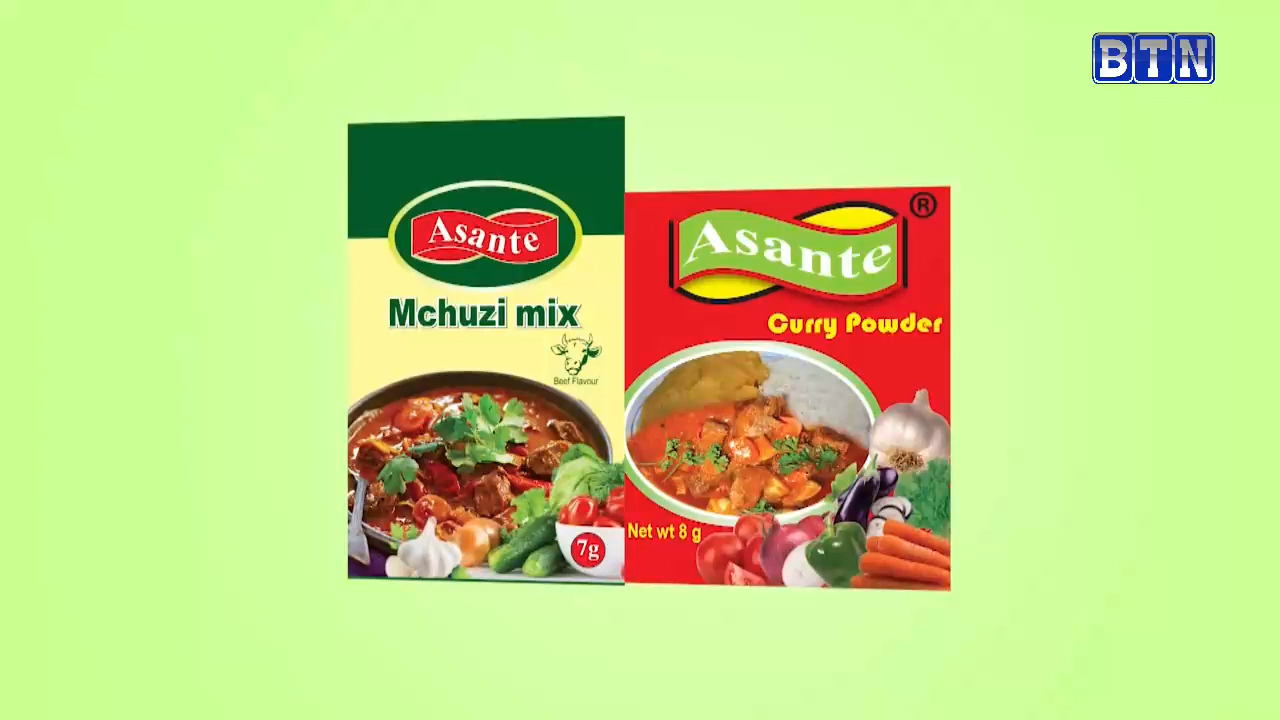 BTN
Asante
Mchuzi mix
Beef Flavour
7g
®
Asante
Curry Powder
Net wt 8 g